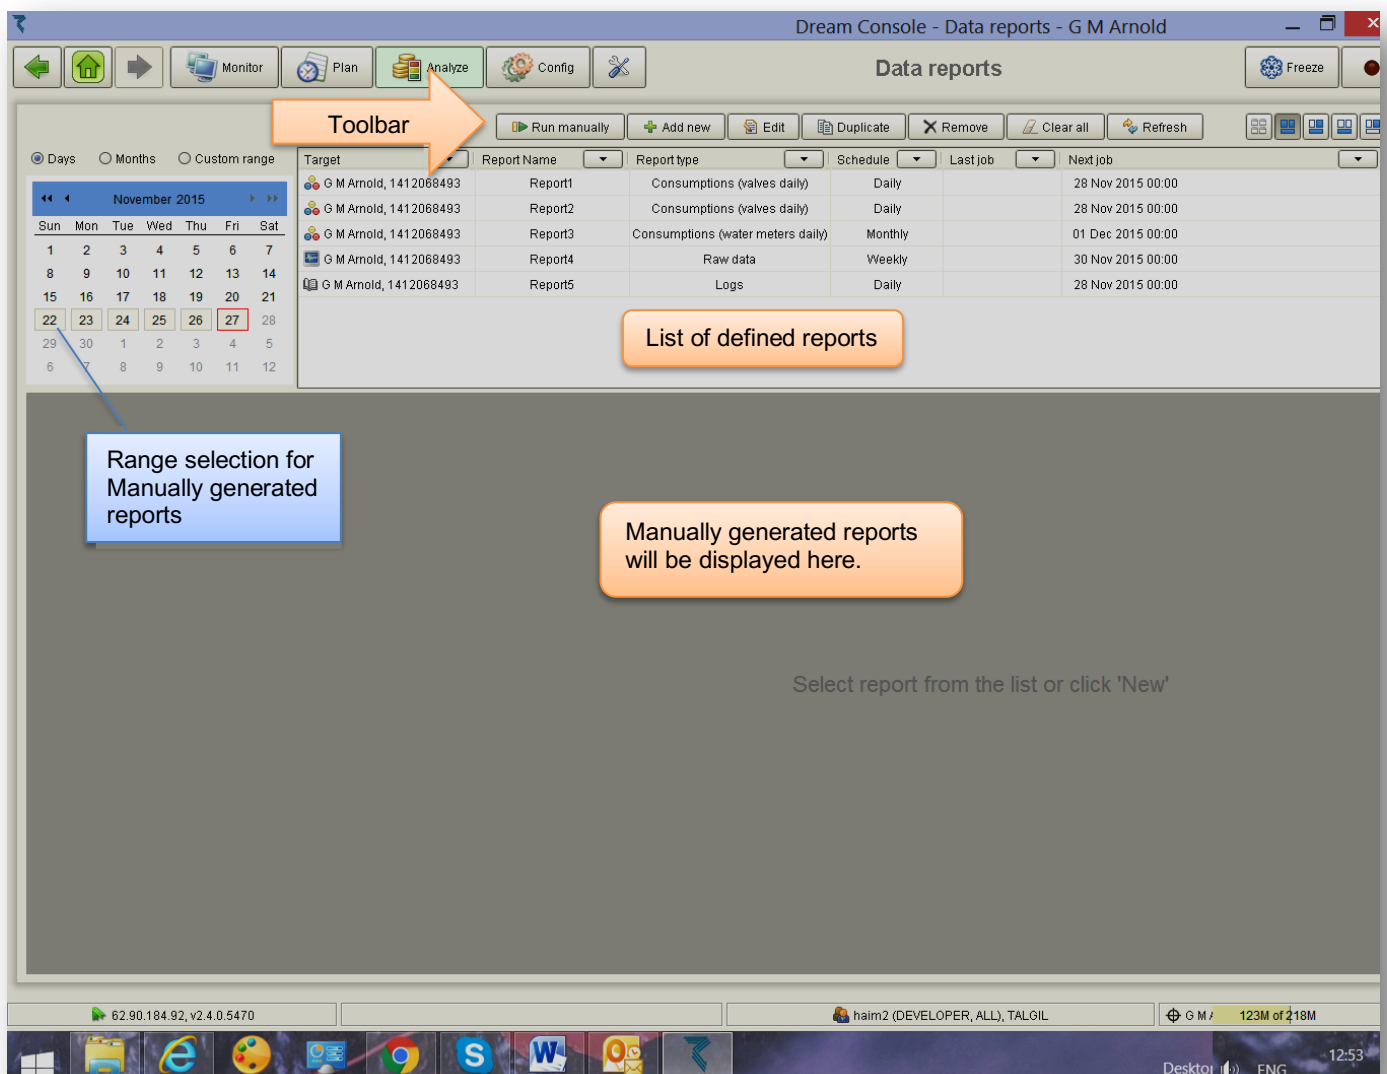 Dream Console - Data reports - G M Arnold
Monitor Plan Analyze Config Data reports Freeze
Toolbar
Run manually Add new Edit Duplicate Remove Clear all Refresh
Days Months Custom range
Target Report Name Report type Schedule Last job Next job
G M Arnold, 1412068493 Report1 Consumptions (valves daily) Daily 28 Nov 2015 00:00
G M Arnold, 1412068493 Report2 Consumptions (valves daily) Daily 28 Nov 2015 00:00
G M Arnold, 1412068493 Report3 Consumptions (water meters daily) Monthly 01 Dec 2015 00:00
G M Arnold, 1412068493 Report4 Raw data Weekly 30 Nov 2015 00:00
G M Arnold, 1412068493 Report5 Logs Daily 28 Nov 2015 00:00
November 2015
Sun Mon Tue Wed Thu Fri Sat
1 2 3 4 5 6 7
8 9 10 11 12 13 14
15 16 17 18 19 20 21
22 23 24 25 26 27 28
29 30 1 2 3 4 5
6 7 8 9 10 11 12
List of defined reports
Range selection for
Manually generated
reports
Manually generated reports
will be displayed here.
Select report from the list or click 'New'
62.90.184.92, v2.4.0.5470 haim2 (DEVELOPER, ALL), TALGIL G M 123M of 218M
12:53
Desktop ENG